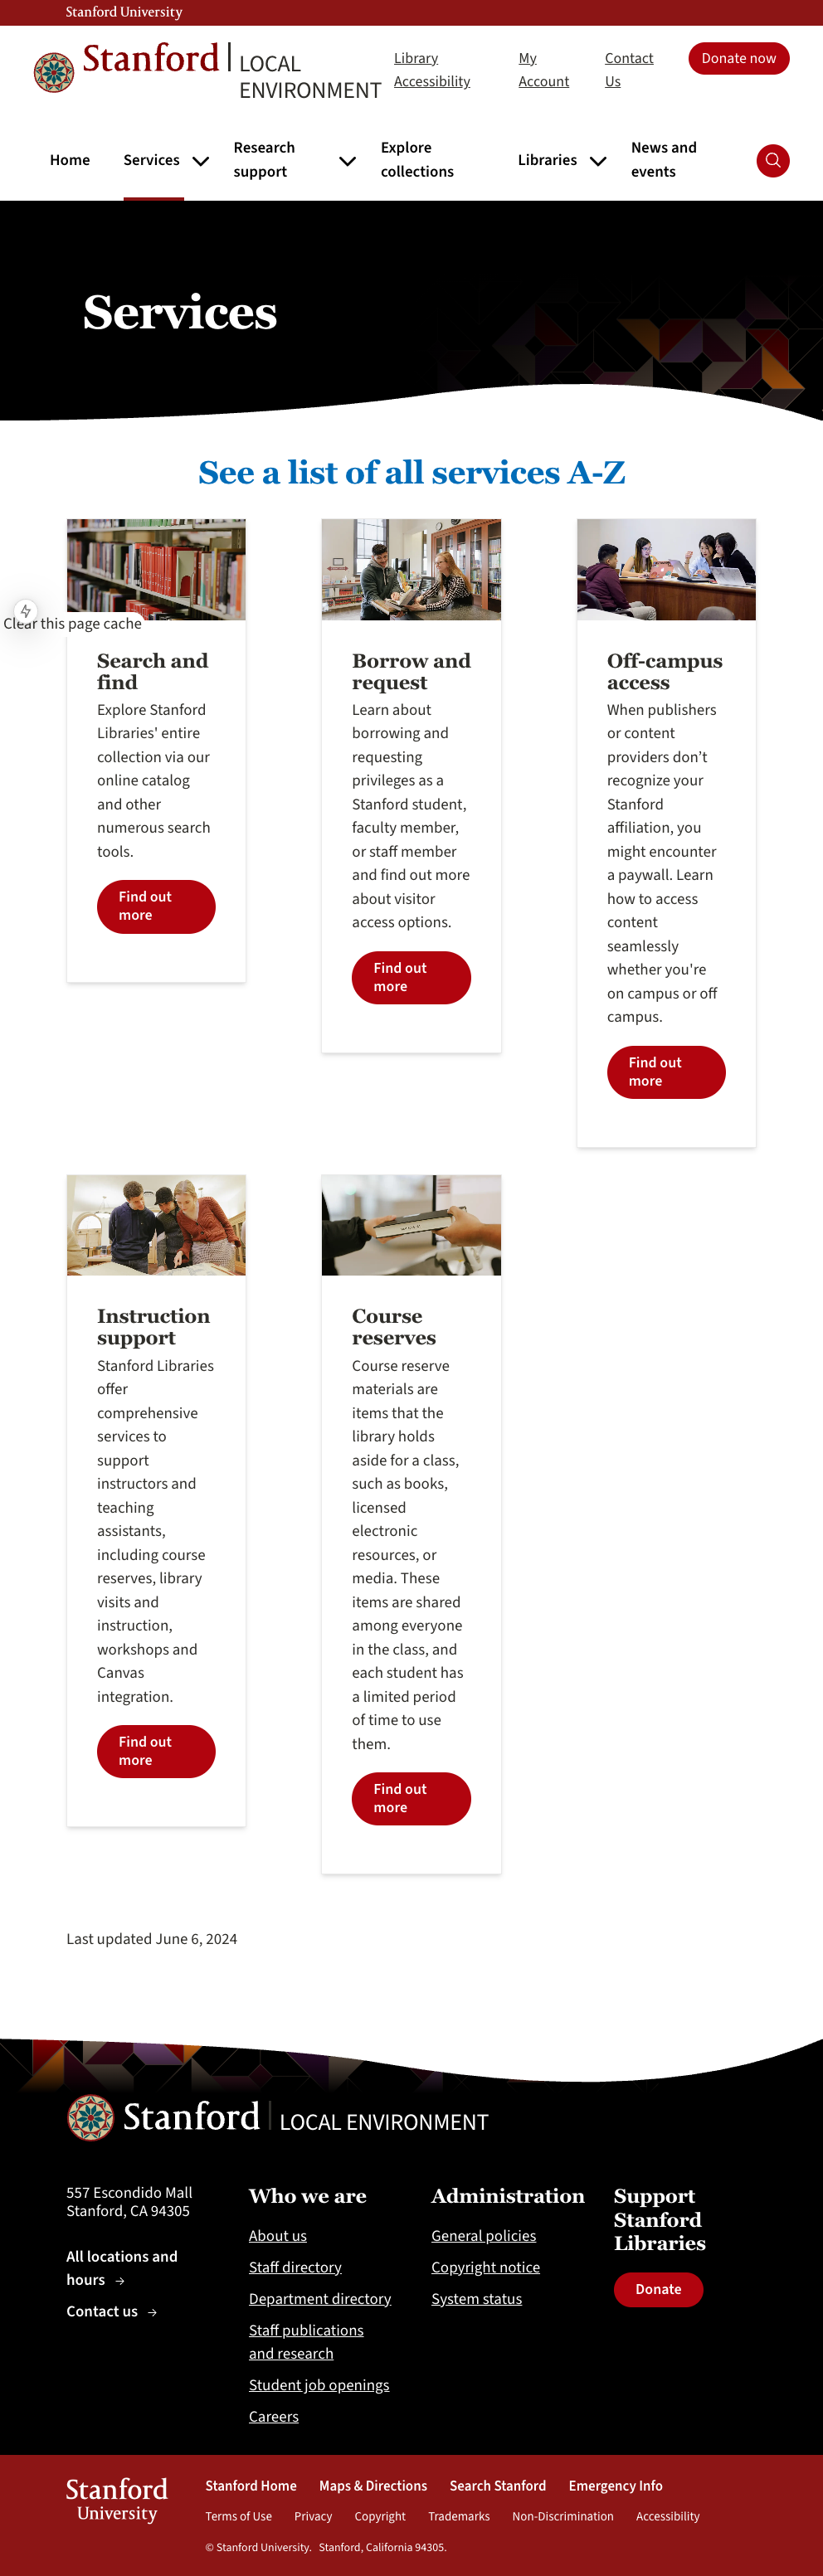 Stanford University
Stanford
LOCAL
ENVIRONMENT
Library
Accessibility
My
Account
Contact
Us
Donate now
Home
Services
Research
support
Explore
collections
Libraries
News and
events
Services
See a list of all services A-Z
Clear this page cache
Search and
find
Explore Stanford
Libraries' entire
collection via our
online catalog
and other
numerous search
tools.
Find out
more
Borrow and
request
Learn about
borrowing and
requesting
privileges as a
Stanford student,
faculty member,
or staff member
and find out more
about visitor
access options.
Find out
more
Off-campus
access
When publishers
or content
providers don’t
recognize your
Stanford
affiliation, you
might encounter
a paywall. Learn
how to access
content
seamlessly
whether you're
on campus or off
campus.
Find out
more
Instruction
support
Stanford Libraries
offer
comprehensive
services to
support
instructors and
teaching
assistants,
including course
reserves, library
visits and
instruction,
workshops and
Canvas
integration.
Find out
more
Course
reserves
Course reserve
materials are
items that the
library holds
aside for a class,
such as books,
licensed
electronic
resources, or
media. These
items are shared
among everyone
in the class, and
each student has
a limited period
of time to use
them.
Find out
more
Last updated June 6, 2024
Stanford LOCAL ENVIRONMENT
557 Escondido Mall
Stanford, CA 94305
All locations and
hours →
Contact us →
Who we are
About us
Staff directory
Department directory
Staff publications
and research
Student job openings
Careers
Administration
General policies
Copyright notice
System status
Support
Stanford
Libraries
Donate
Stanford
University
Stanford Home Maps & Directions Search Stanford Emergency Info
Terms of Use Privacy Copyright Trademarks Non-Discrimination Accessibility
© Stanford University. Stanford, California 94305.